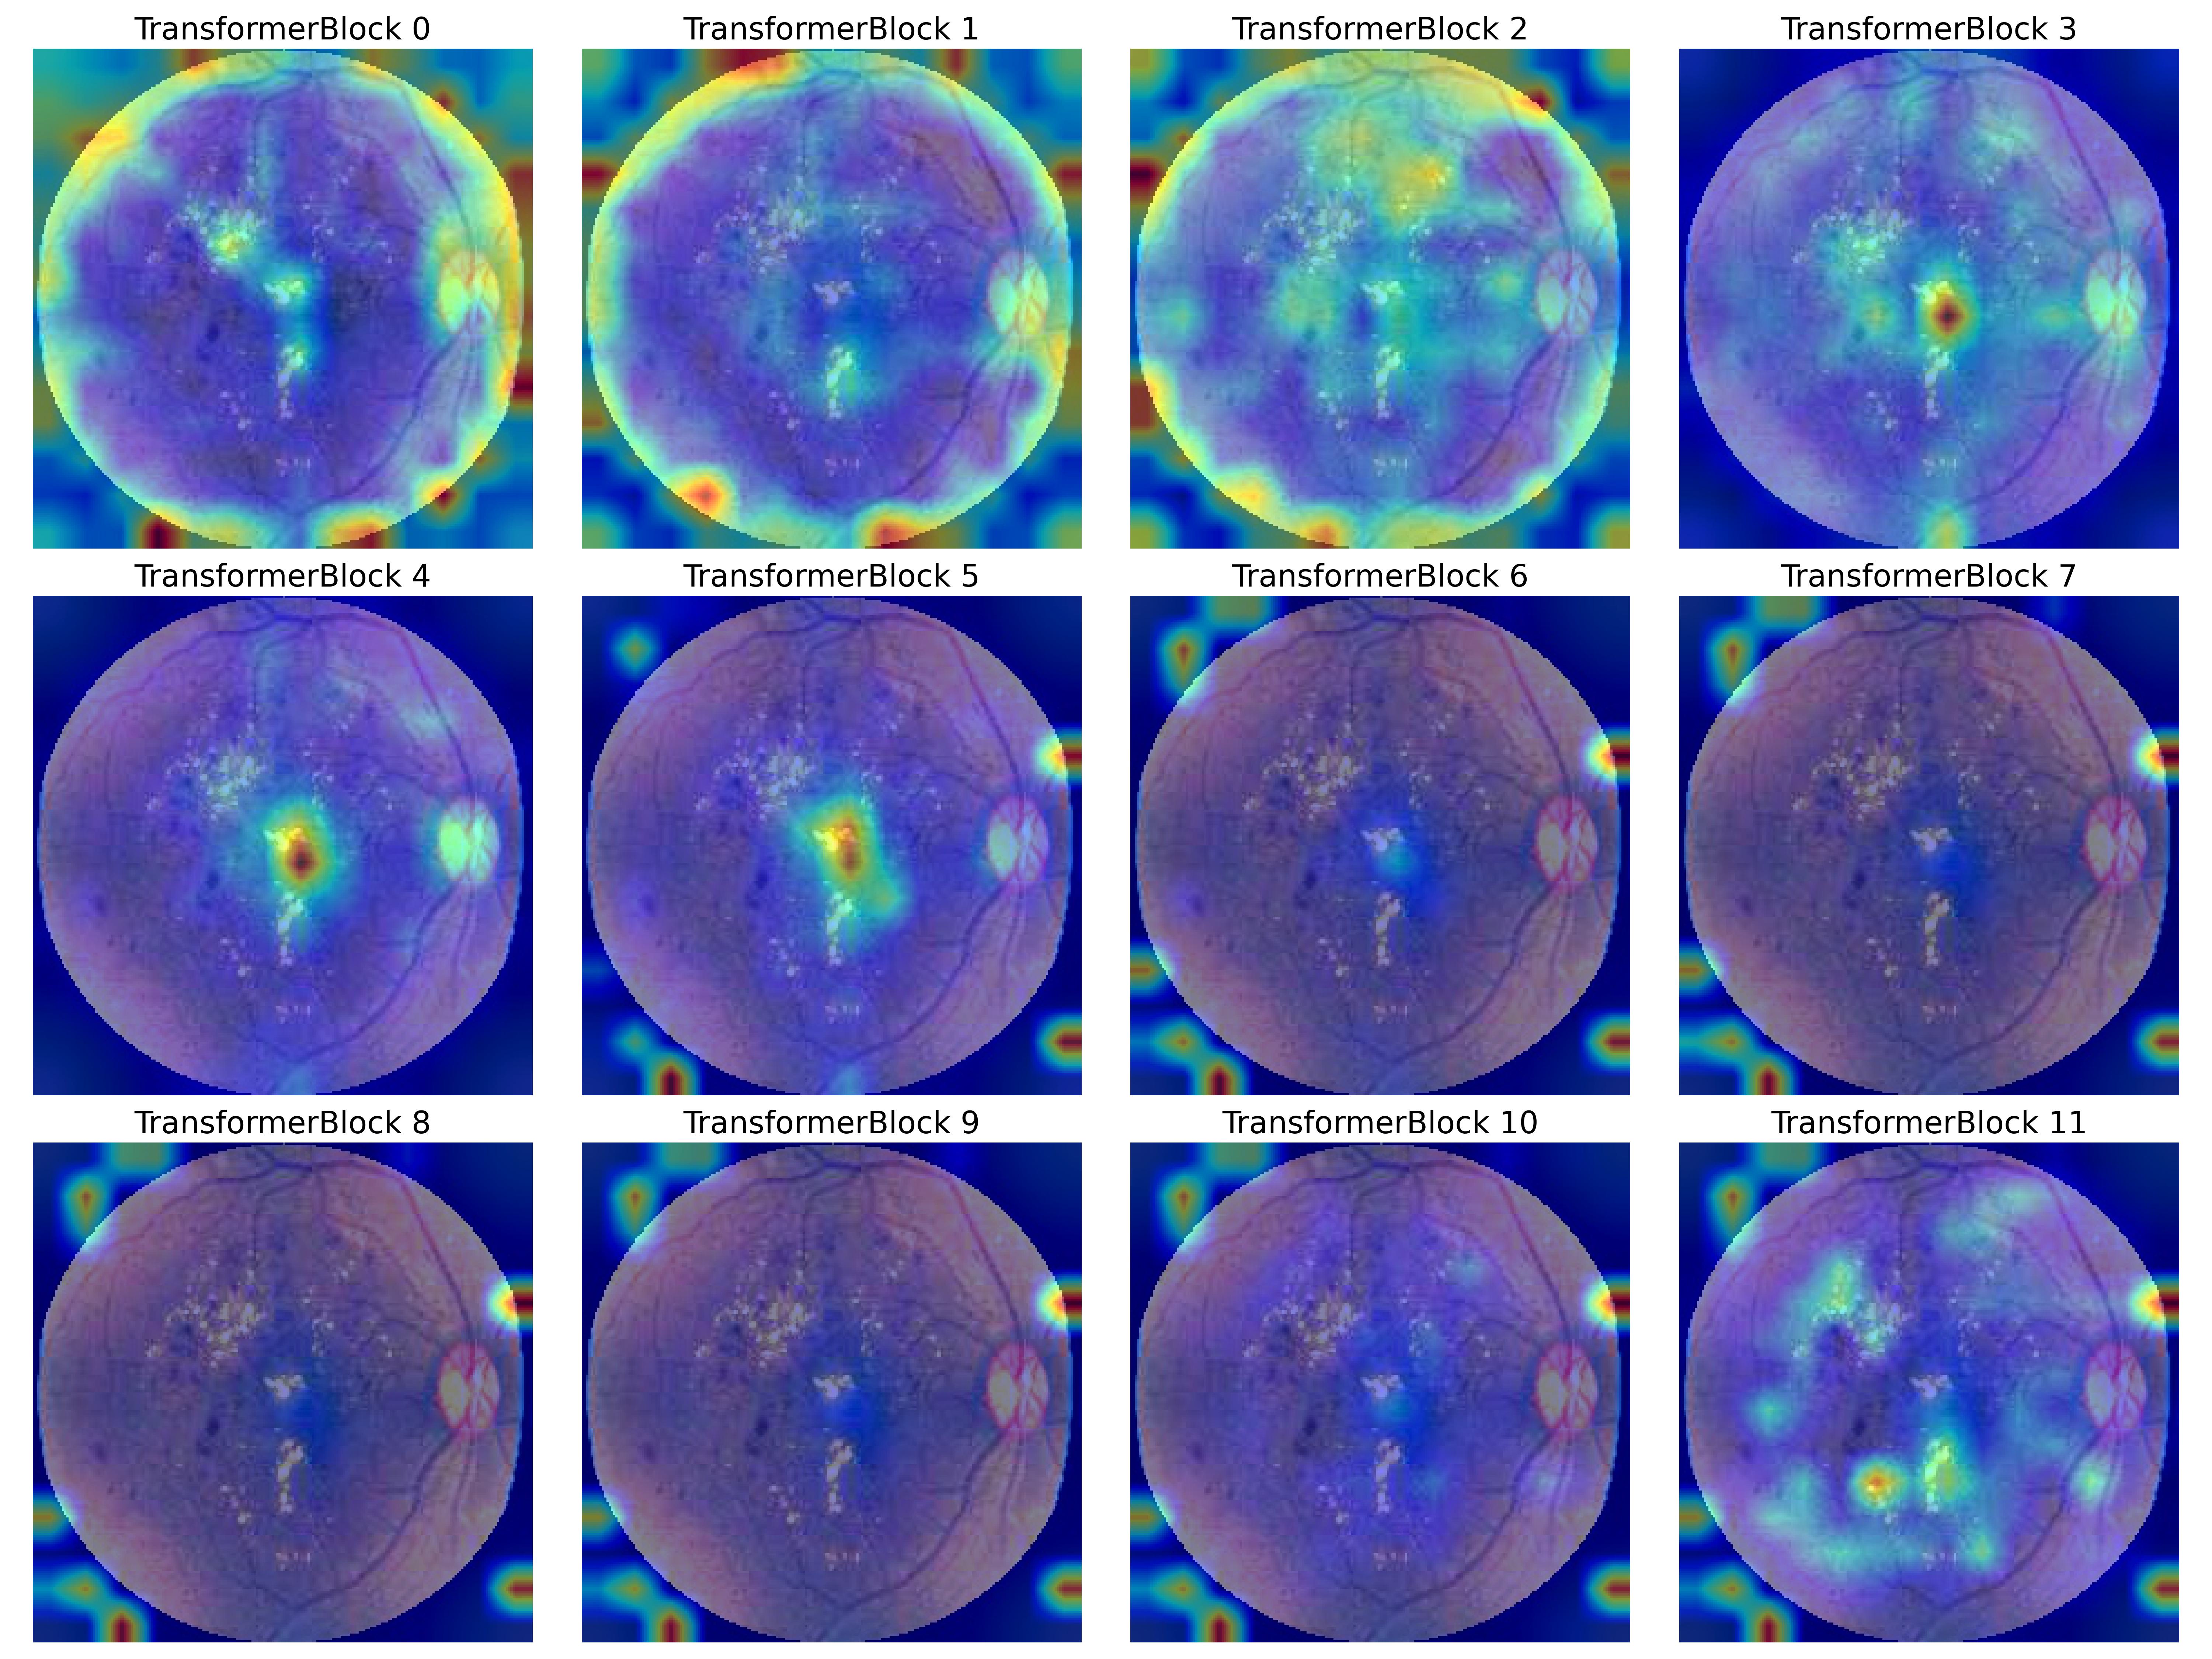 TransformerBlock 0
TransformerBlock 1
TransformerBlock 2
TransformerBlock 3
TransformerBlock 4
TransformerBlock 5
TransformerBlock 6
TransformerBlock 7
TransformerBlock 8
TransformerBlock 9
TransformerBlock 10
TransformerBlock 11